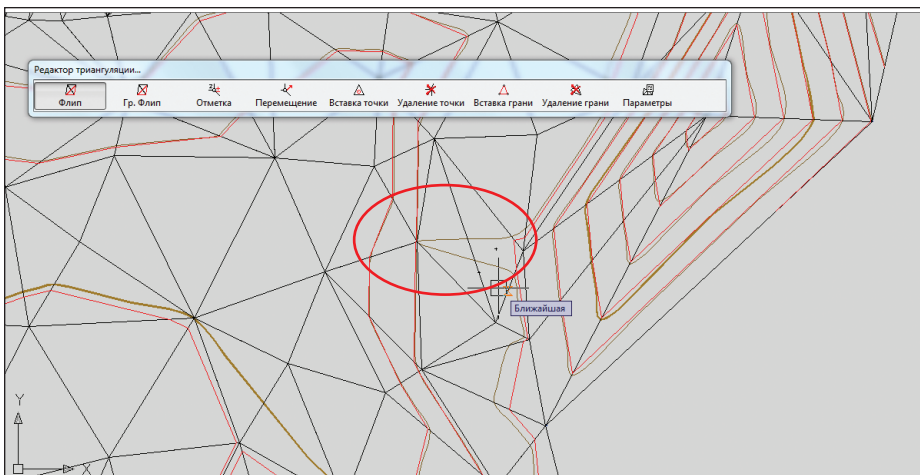 Редактор триангуляции...
Флип Гр. Флип Отметка Перемещение Вставка точки Удаление точки Вставка грани Удаление грани Параметры
Ближайшая
Y
X